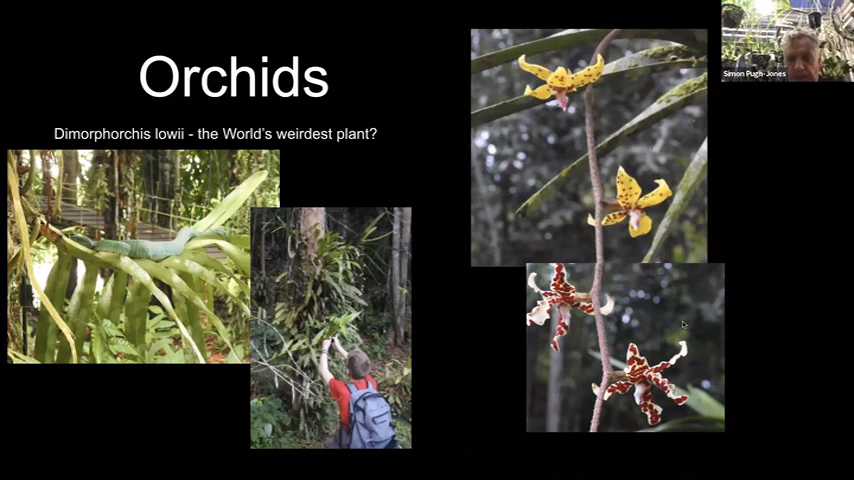 Orchids
Dimorphorchis lowii - the World's weirdest plant?
Simon Pugh-Jones